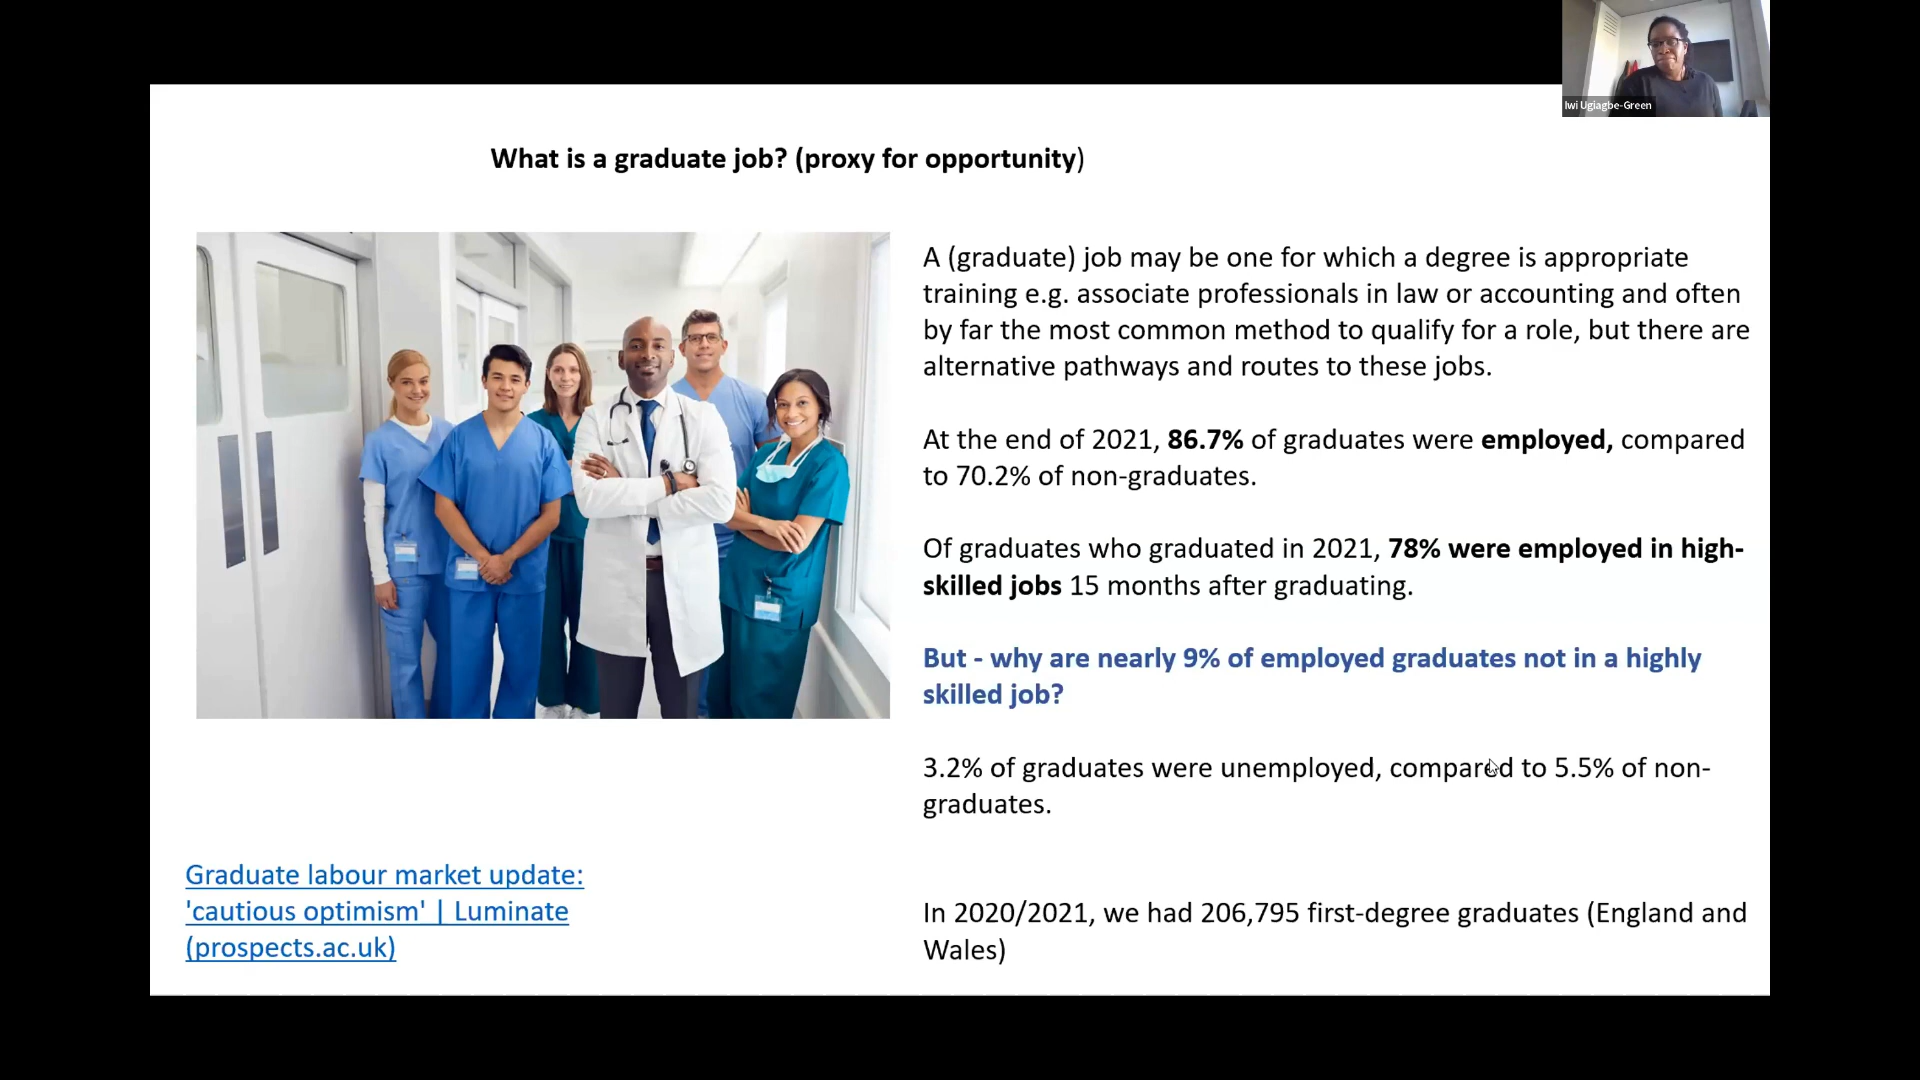 Iwi Ugiagbe-Green
What is a graduate job? (proxy for opportunity)
A (graduate) job may be one for which a degree is appropriate
training e.g. associate professionals in law or accounting and often
by far the most common method to qualify for a role, but there are
alternative pathways and routes to these jobs.
At the end of 2021, 86.7% of graduates were employed, compared
to 70.2% of non-graduates.
Of graduates who graduated in 2021, 78% were employed in high-
skilled jobs 15 months after graduating.
But - why are nearly 9% of employed graduates not in a highly
skilled job?
3.2% of graduates were unemployed, compared to 5.5% of non-
graduates.
Graduate labour market update:
'cautious optimism' | Luminate
(prospects.ac.uk)
In 2020/2021, we had 206,795 first-degree graduates (England and
Wales)